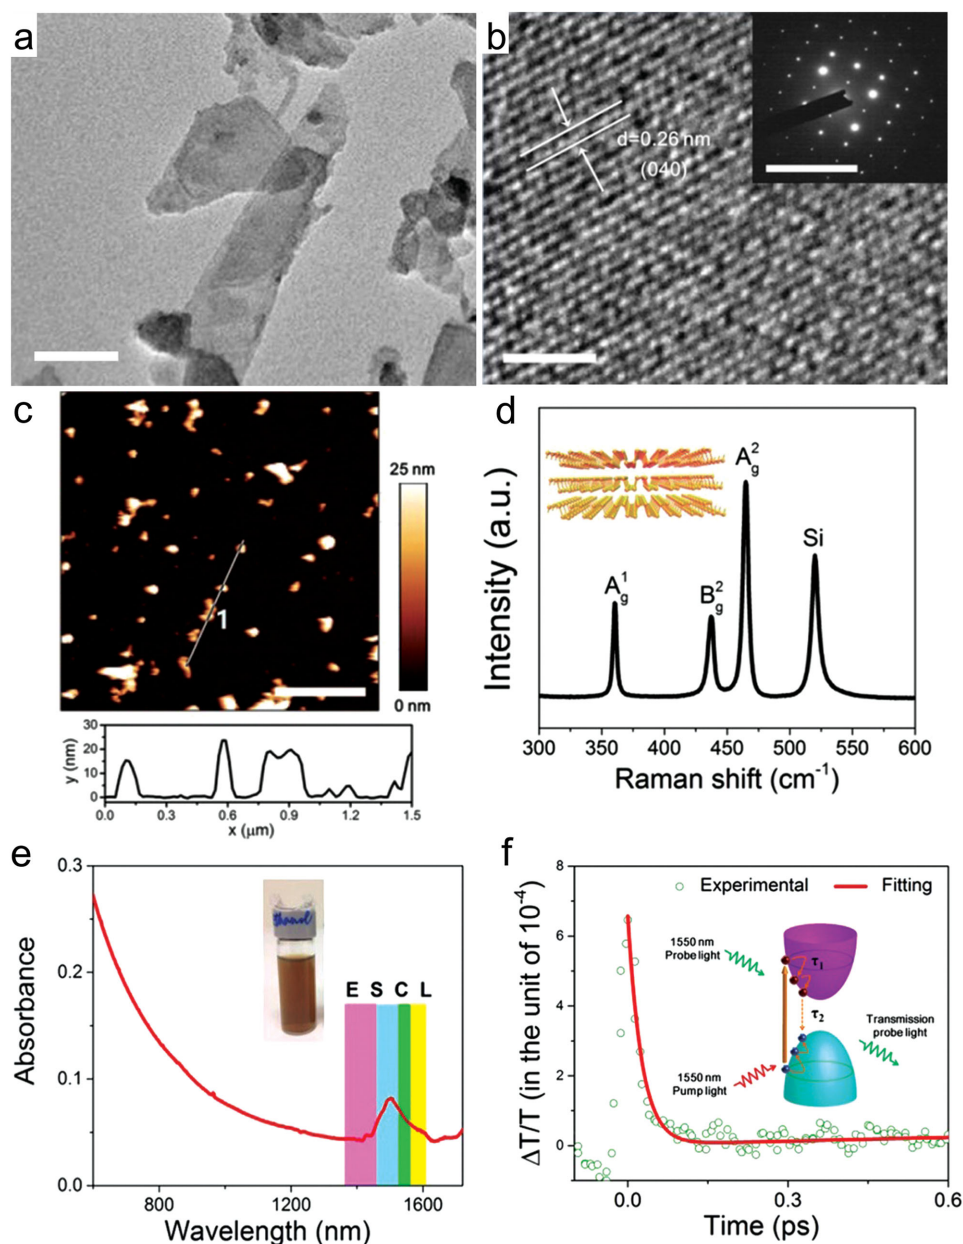 a
b
d=0.26 nm
(040)
c
25 nm
0 nm
1
y (nm)
30
20
10
0
0.0 0.3 0.6 0.9 1.2 1.5
x (μm)
d
Intensity (a.u.)
A¹g
B²g
A²g
Si
300 350 400 450 500 550 600
Raman shift (cm⁻¹)
e
Absorbance
0.3
0.2
0.1
0.0
E S C L
800 1200 1600
Wavelength (nm)
f
ΔT/T (in the unit of 10⁻⁴)
8
6
4
2
0
Experimental Fitting
1550 nm
Probe light
τ₁
τ₂
Transmission
probe light
1550 nm
Pump light
0.0 0.3 0.6
Time (ps)